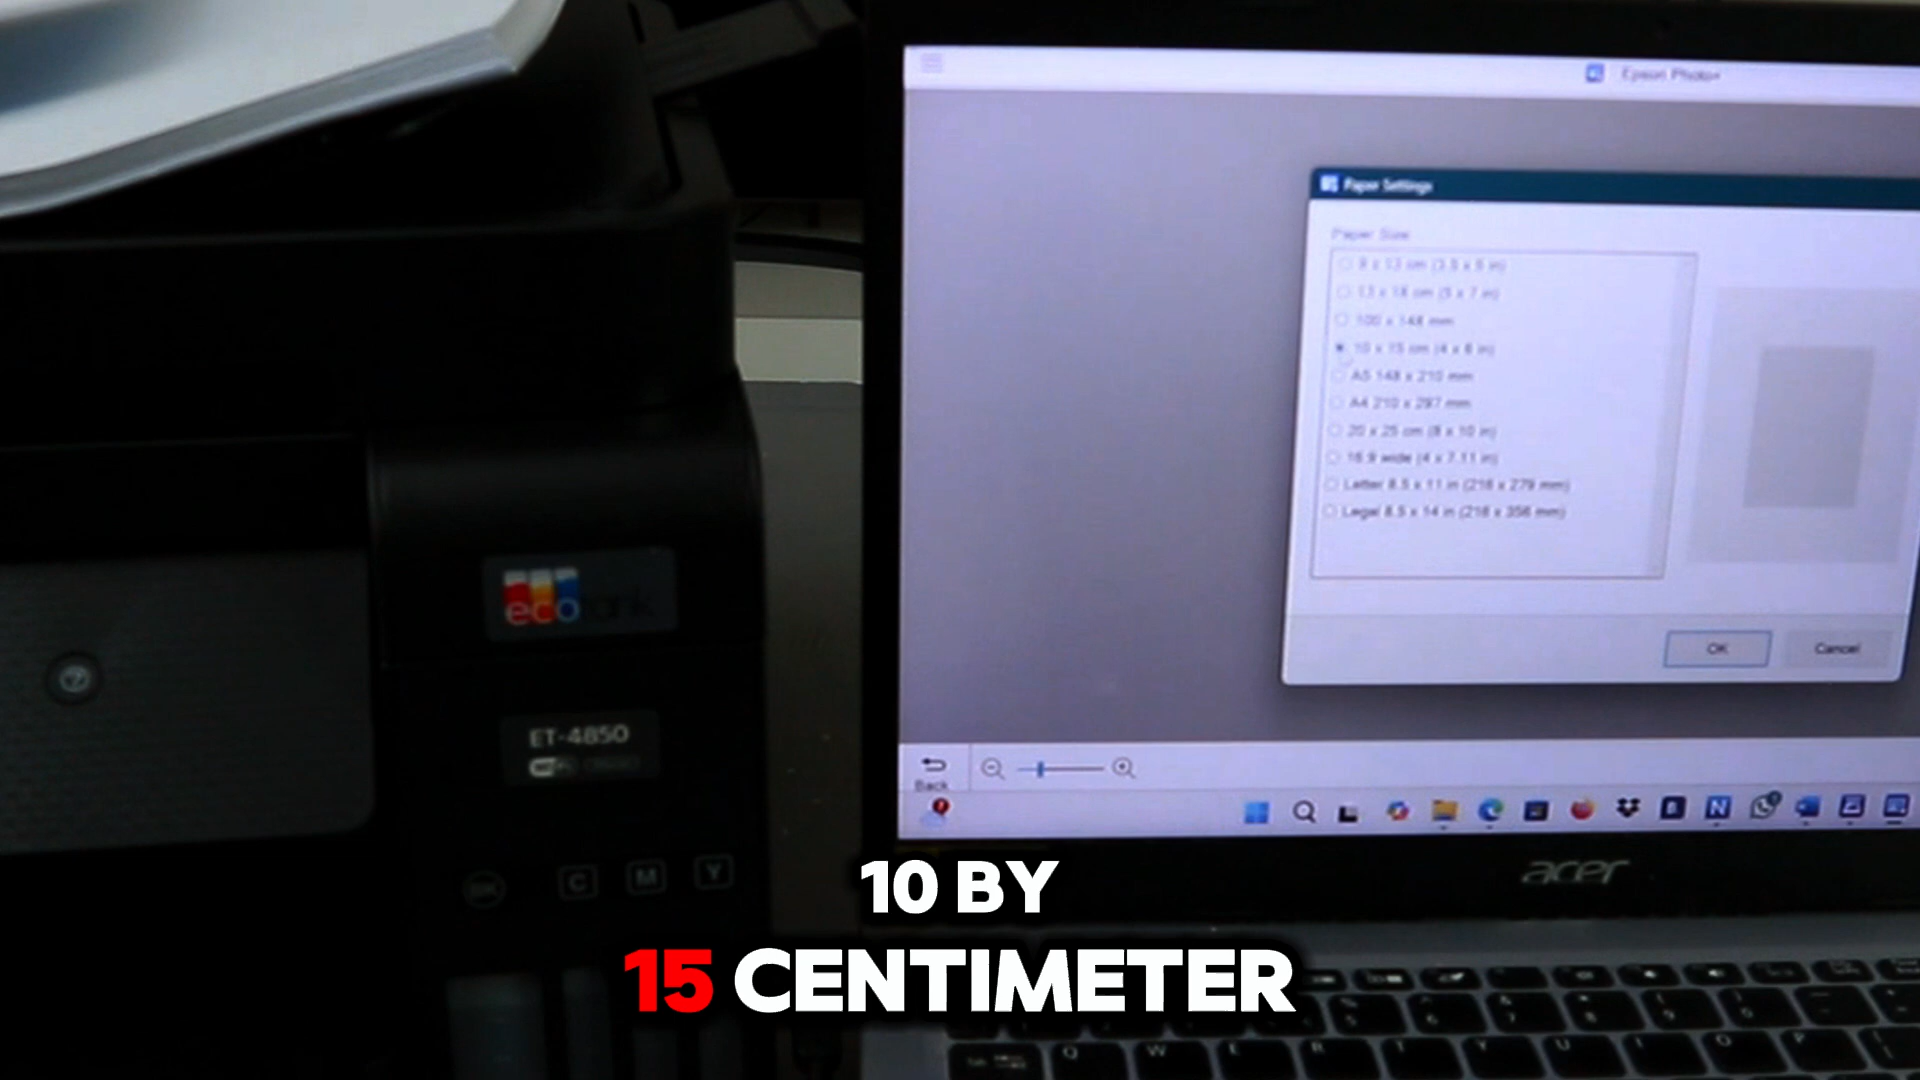 Epson Photo+
Paper Settings
Paper Size
9 x 13 cm (3.5 x 5 in)
13 x 18 cm (5 x 7 in)
100 x 148 mm
10 x 15 cm (4 x 6 in)
A5 148 x 210 mm
A4 210 x 297 mm
20 x 25 cm (8 x 10 in)
16:9 wide (4 x 7.11 in)
Letter 8.5 x 11 in (216 x 279 mm)
Legal 8.5 x 14 in (216 x 356 mm)
OK
Cancel
Back
ecotank
ET-4850
BK
C
M
Y
acer
10 BY
15 CENTIMETER
Q
W
E
R
T
Y
U
I
O
P